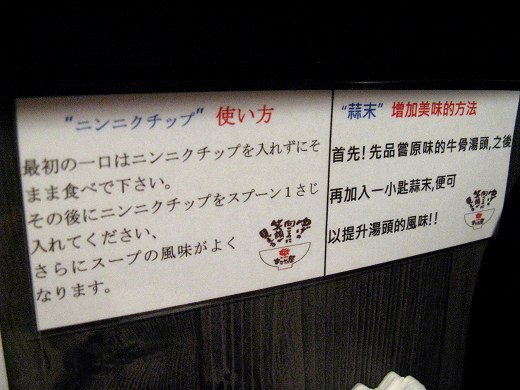 "ニンニクチップ" 使い方
最初の一口はニンニクチップを入れずにそ
まま食べで下さい。
その後にニンニクチップをスプーン1さじ
入れてください、
さらにスープの風味がよく
なります。
"蒜末" 增加美味的方法
首先!先品嘗原味的牛骨湯頭,之後
再加入一小匙蒜末,便可
以提升湯頭的風味!!